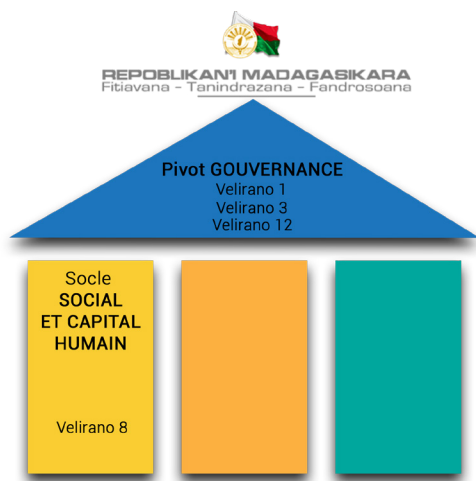 REPOBLIKAN'I MADAGASIKARA
Fitiavana - Tanindrazana - Fandrosoana
Pivot GOUVERNANCE
Velirano 1
Velirano 3
Velirano 12
Socle
SOCIAL
ET CAPITAL
HUMAIN
Velirano 8